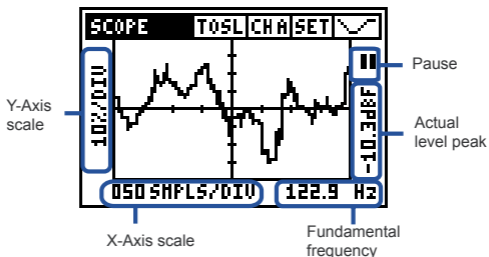 SCOPE TOSL CH A SET
Pause
Y-Axis
scale
10%/DIV
-10.3dBF
Actual
level peak
050 SMPLS/DIV
122.9 Hz
X-Axis scale
Fundamental
frequency